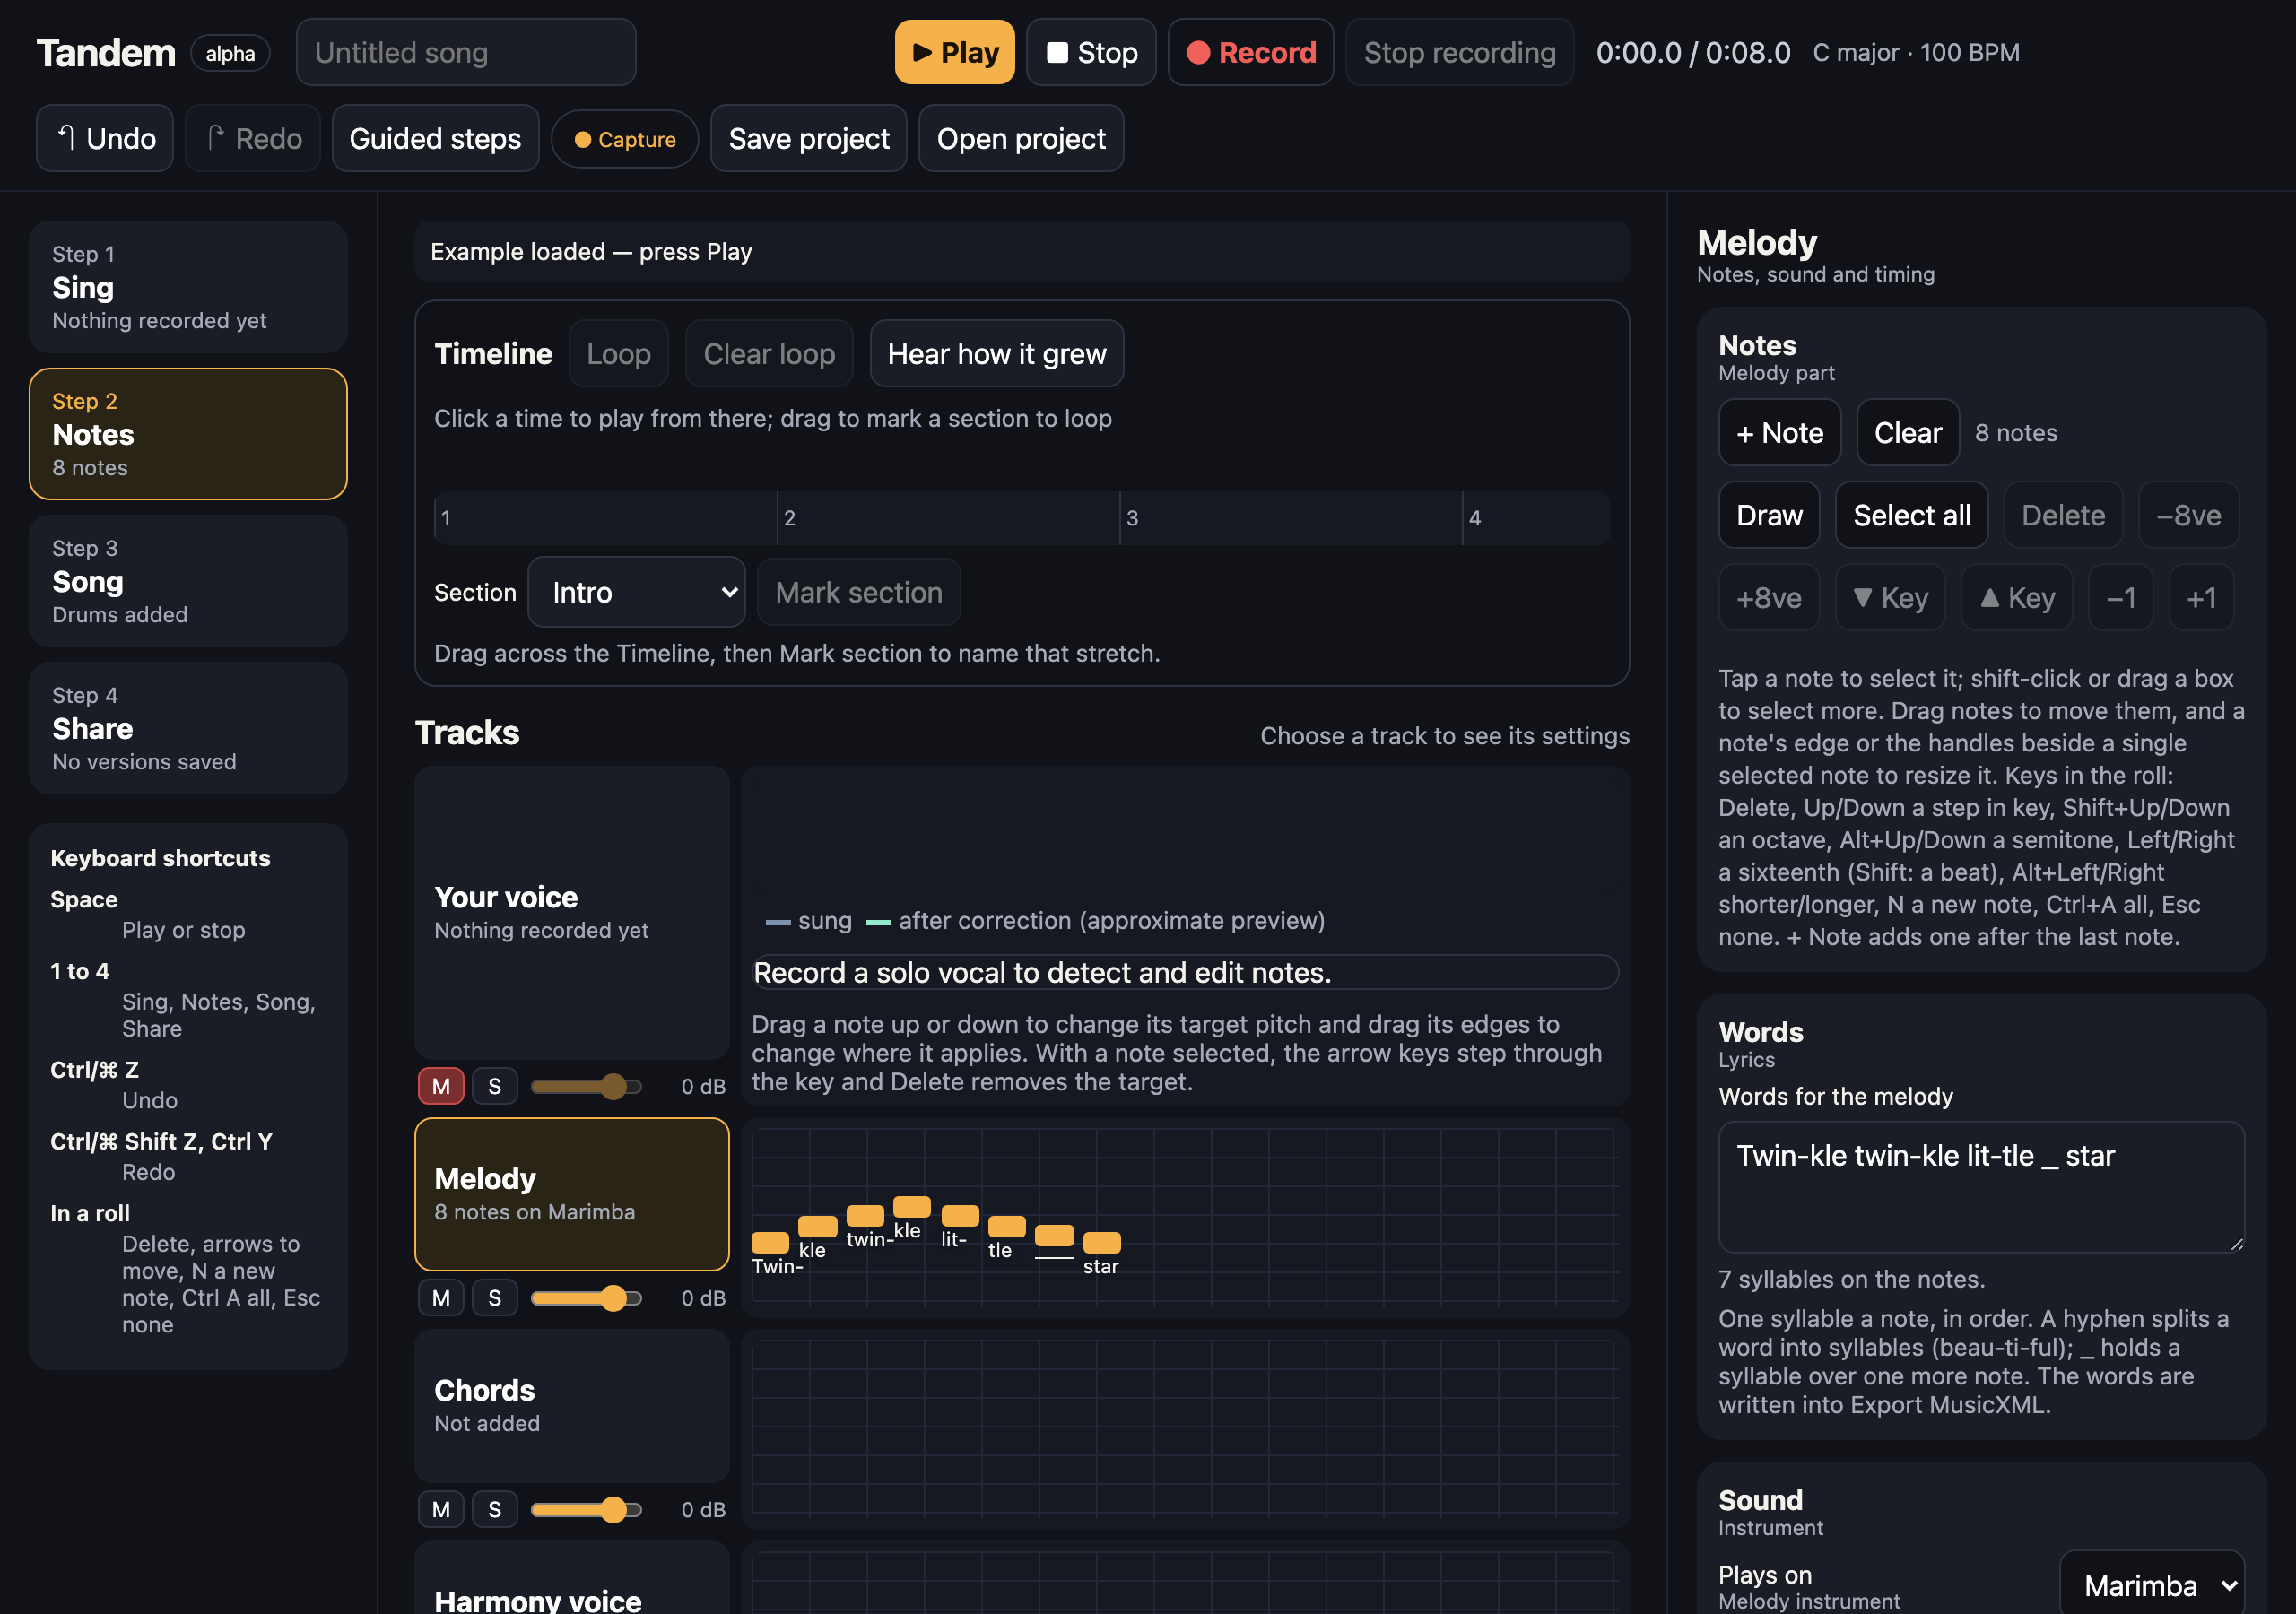 Tandem alpha Untitled song ▶ Play ■ Stop ● Record Stop recording 0:00.0 / 0:08.0 C major · 100 BPM
Undo Redo Guided steps ● Capture Save project Open project
Step 1
Sing
Nothing recorded yet
Step 2
Notes
8 notes
Step 3
Song
Drums added
Step 4
Share
No versions saved
Keyboard shortcuts
Space
Play or stop
1 to 4
Sing, Notes, Song,
Share
Ctrl/⌘ Z
Undo
Ctrl/⌘ Shift Z, Ctrl Y
Redo
In a roll
Delete, arrows to
move, N a new
note, Ctrl A all, Esc
none
Example loaded — press Play
Timeline Loop Clear loop Hear how it grew
Click a time to play from there; drag to mark a section to loop
1 2 3 4
Section Intro Mark section
Drag across the Timeline, then Mark section to name that stretch.
Tracks Choose a track to see its settings
Your voice
Nothing recorded yet
M S 0 dB
sung after correction (approximate preview)
Record a solo vocal to detect and edit notes.
Drag a note up or down to change its target pitch and drag its edges to
change where it applies. With a note selected, the arrow keys step through
the key and Delete removes the target.
Melody
8 notes on Marimba
M S 0 dB
Twin- kle twin- kle lit- tle __ star
Chords
Not added
M S 0 dB
Harmony voice
Melody
Notes, sound and timing
Notes
Melody part
+ Note Clear 8 notes
Draw Select all Delete −8ve
+8ve ▼ Key ▲ Key −1 +1
Tap a note to select it; shift-click or drag a box
to select more. Drag notes to move them, and a
note's edge or the handles beside a single
selected note to resize it. Keys in the roll:
Delete, Up/Down a step in key, Shift+Up/Down
an octave, Alt+Up/Down a semitone, Left/Right
a sixteenth (Shift: a beat), Alt+Left/Right
shorter/longer, N a new note, Ctrl+A all, Esc
none. + Note adds one after the last note.
Words
Lyrics
Words for the melody
Twin-kle twin-kle lit-tle _ star
7 syllables on the notes.
One syllable a note, in order. A hyphen splits a
word into syllables (beau-ti-ful); _ holds a
syllable over one more note. The words are
written into Export MusicXML.
Sound
Instrument
Plays on
Melody instrument
Marimba